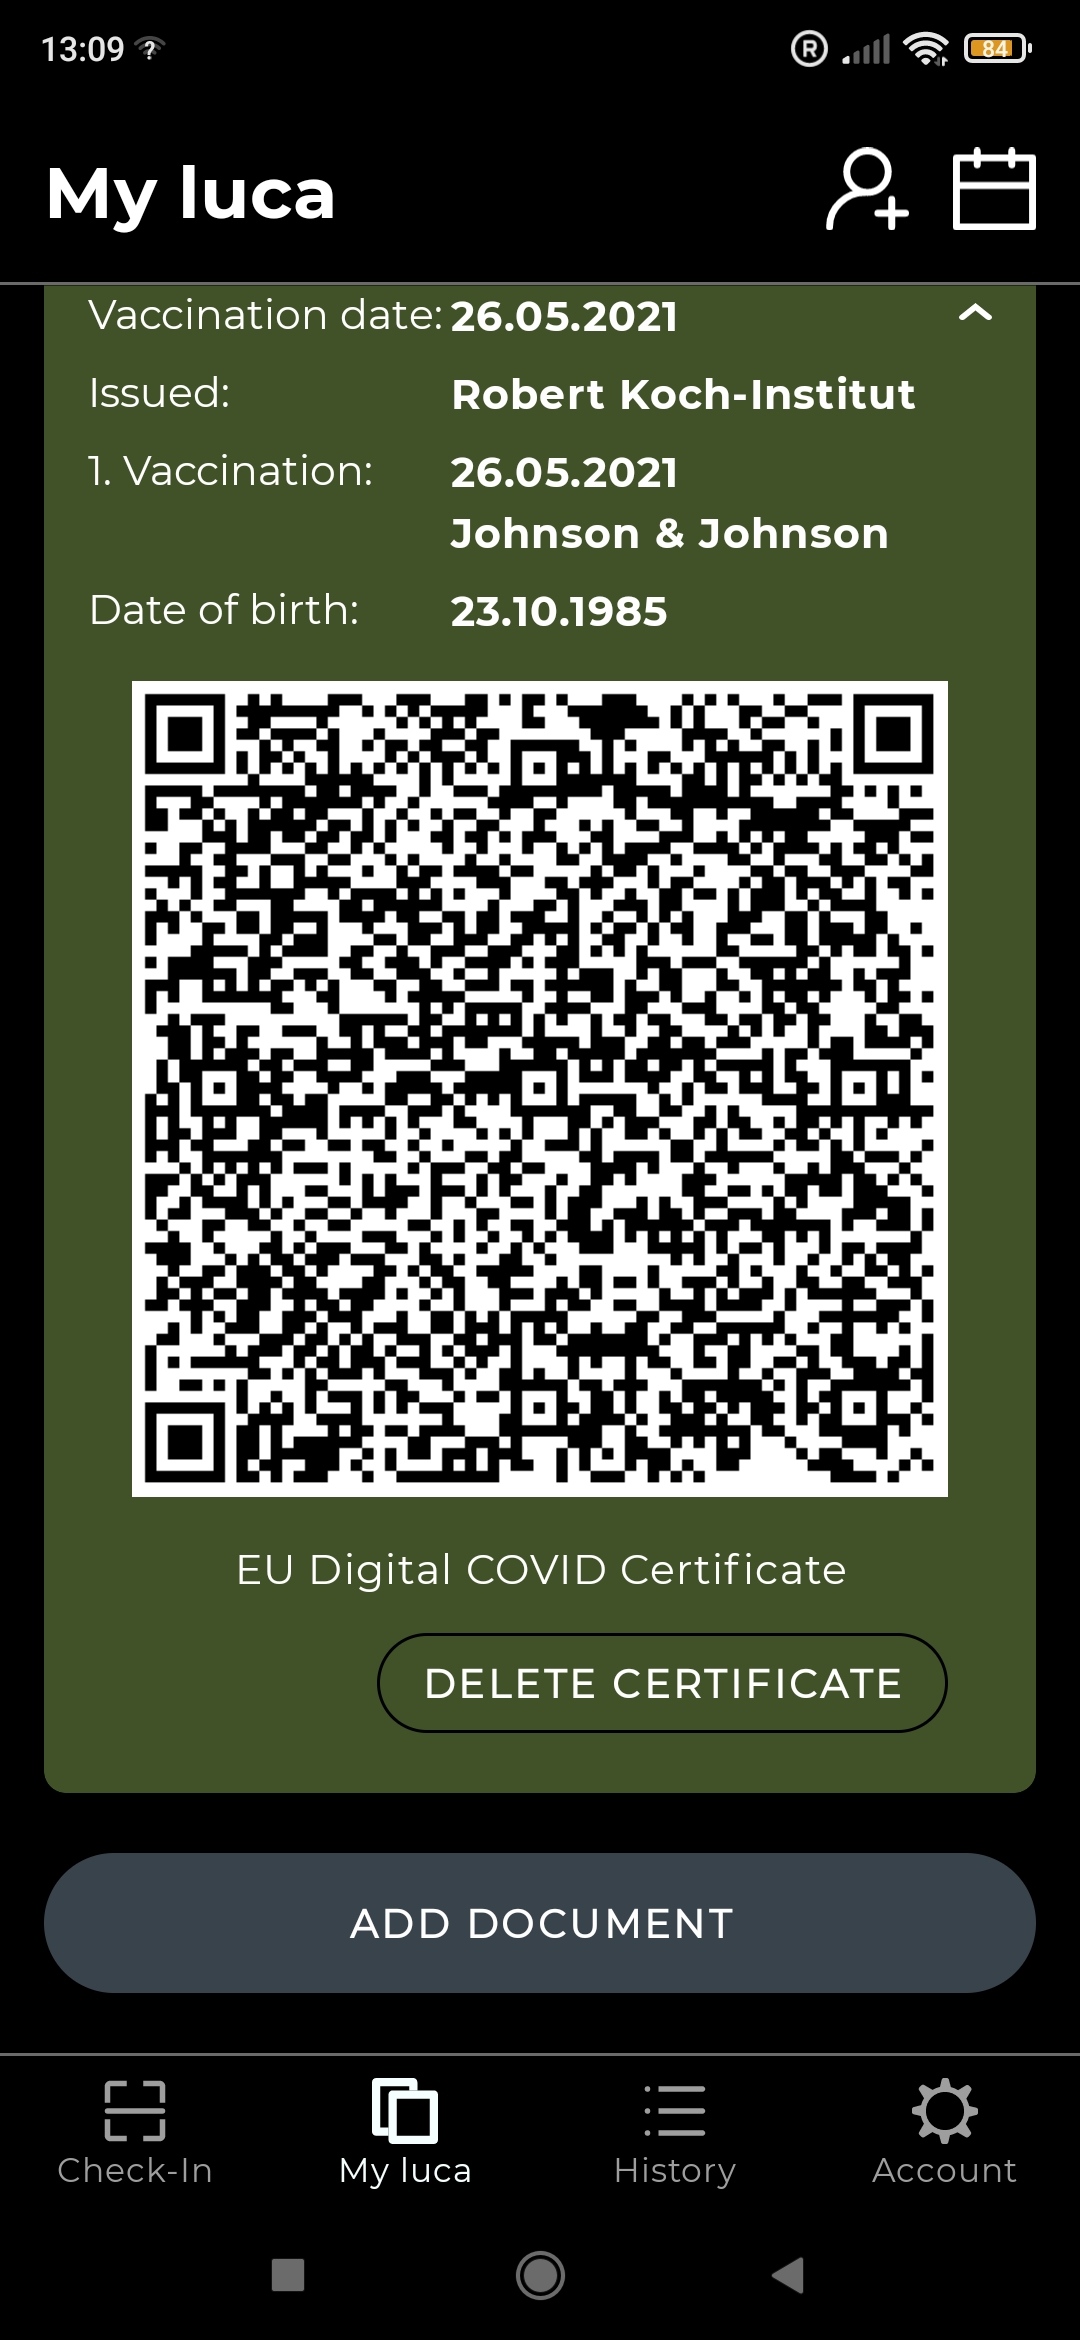 13:09
R
84
My luca
Vaccination date: 26.05.2021
Issued: Robert Koch-Institut
1. Vaccination: 26.05.2021
Johnson & Johnson
Date of birth: 23.10.1985
EU Digital COVID Certificate
DELETE CERTIFICATE
ADD DOCUMENT
Check-In My luca History Account